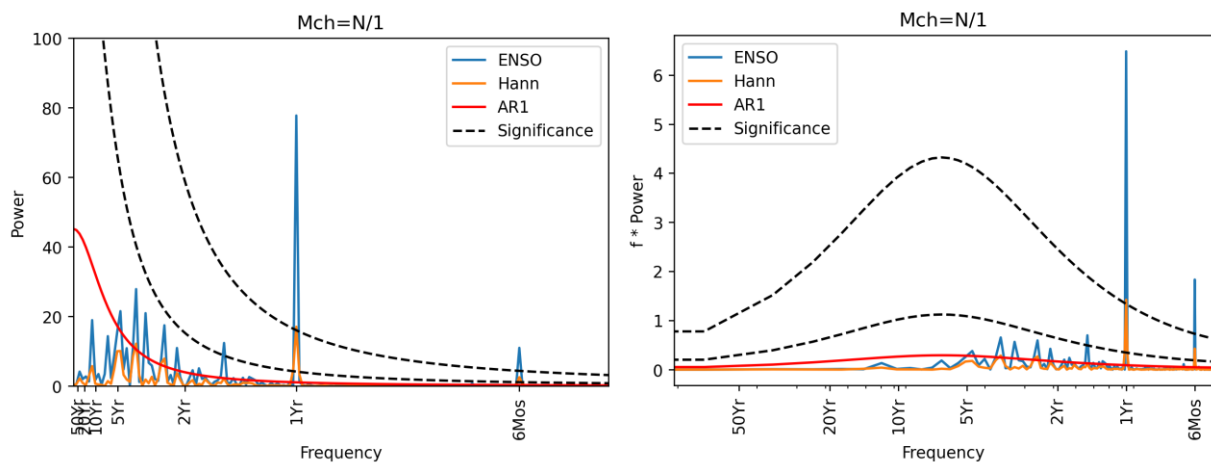 Mch=N/1
100
80
60
40
20
0
Power
ENSO
Hann
AR1
Significance
50Yr
10Yr
5Yr
2Yr
1Yr
6Mos
Frequency
Mch=N/1
6
5
4
3
2
1
0
f * Power
ENSO
Hann
AR1
Significance
50Yr
20Yr
10Yr
5Yr
2Yr
1Yr
6Mos
Frequency